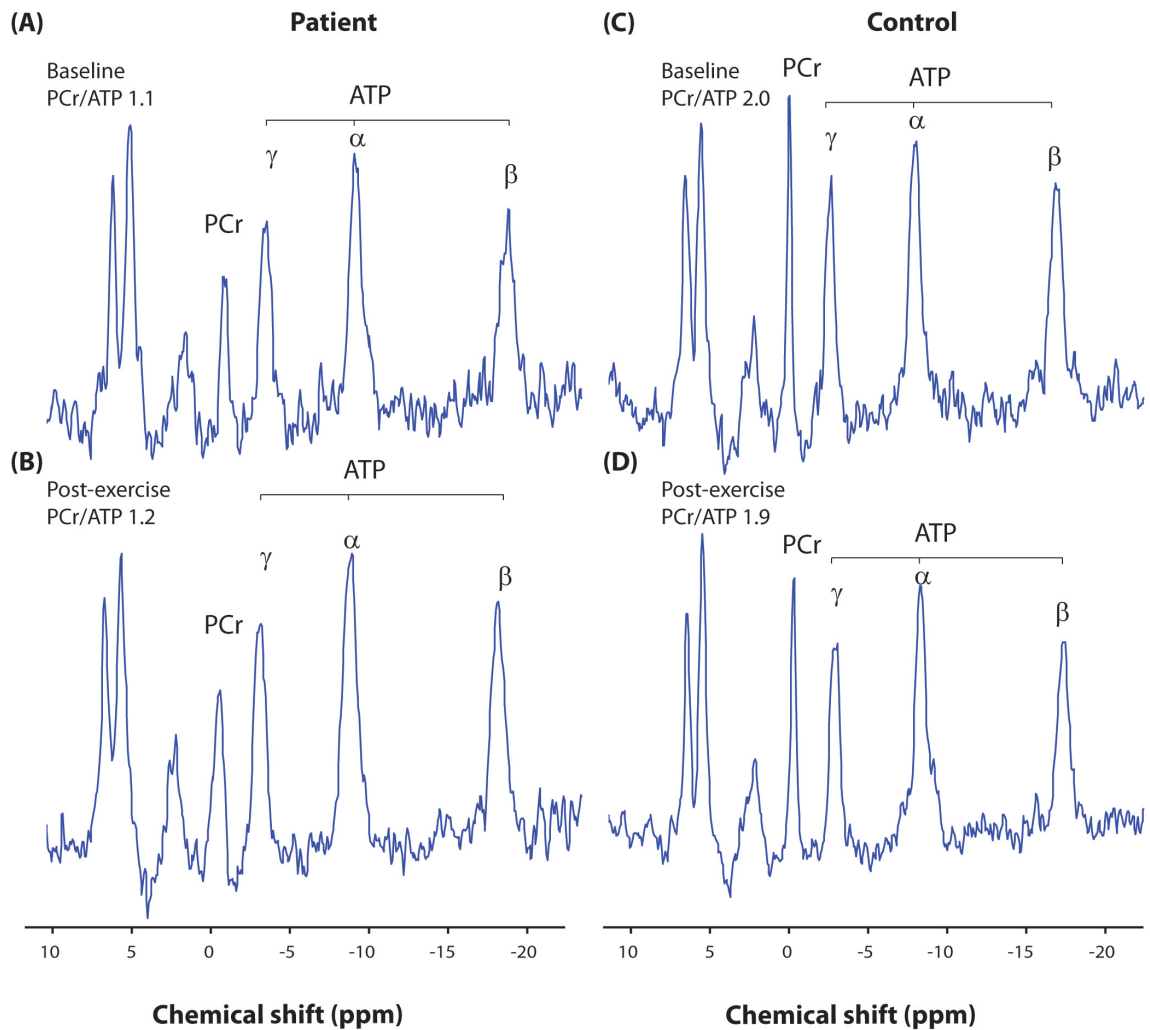 (A)
Patient
Baseline
PCr/ATP 1.1
ATP
γ
α
β
PCr
(C)
Control
Baseline
PCr/ATP 2.0
PCr
ATP
γ
α
β
(B)
Post-exercise
PCr/ATP 1.2
ATP
γ
α
β
PCr
(D)
Post-exercise
PCr/ATP 1.9
PCr
ATP
γ
α
β
10 5 0 -5 -10 -15 -20
Chemical shift (ppm)
10 5 0 -5 -10 -15 -20
Chemical shift (ppm)